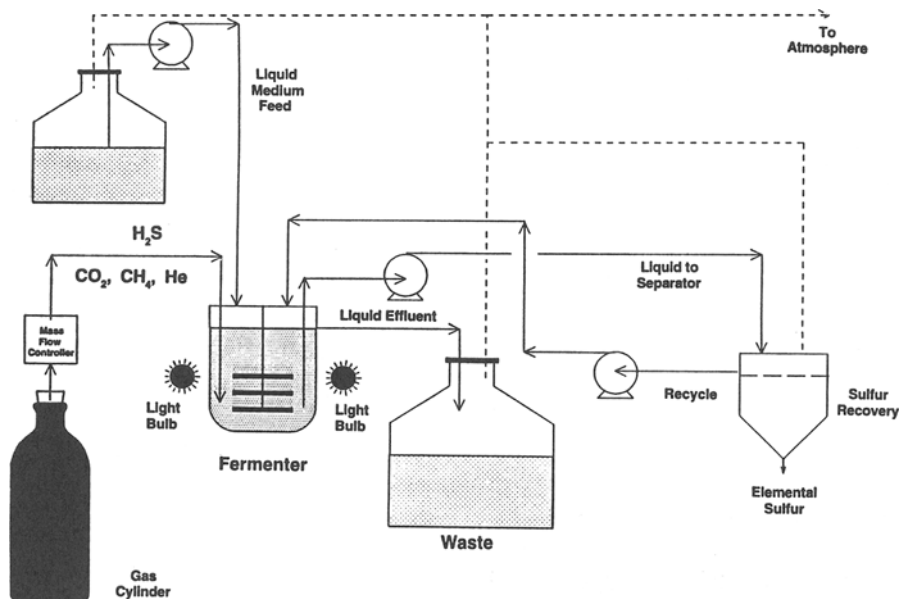 To
Atmosphere
Liquid
Medium
Feed
H₂S
CO₂, CH₄, He
Liquid to
Separator
Liquid Effluent
Mass
Flow
Controller
Light
Bulb
Light
Bulb
Recycle
Sulfur
Recovery
Fermenter
Elemental
Sulfur
Waste
Gas
Cylinder